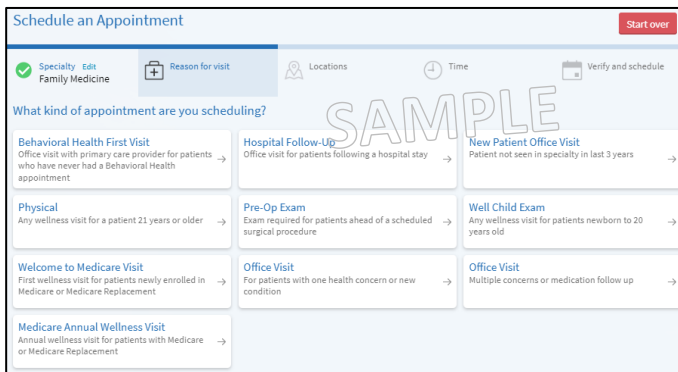 Schedule an Appointment
Start over
Specialty Edit
Family Medicine
Reason for visit
Locations
Time
Verify and schedule
What kind of appointment are you scheduling?
SAMPLE
Behavioral Health First Visit
Office visit with primary care provider for patients
who have never had a Behavioral Health
appointment
Hospital Follow-Up
Office visit for patients following a hospital stay
New Patient Office Visit
Patient not seen in specialty in last 3 years
Physical
Any wellness visit for a patient 21 years or older
Pre-Op Exam
Exam required for patients ahead of a scheduled
surgical procedure
Well Child Exam
Any wellness visit for patients newborn to 20
years old
Welcome to Medicare Visit
First wellness visit for patients newly enrolled in
Medicare or Medicare Replacement
Office Visit
For patients with one health concern or new
condition
Office Visit
Multiple concerns or medication follow up
Medicare Annual Wellness Visit
Annual wellness visit for patients with Medicare
or Medicare Replacement